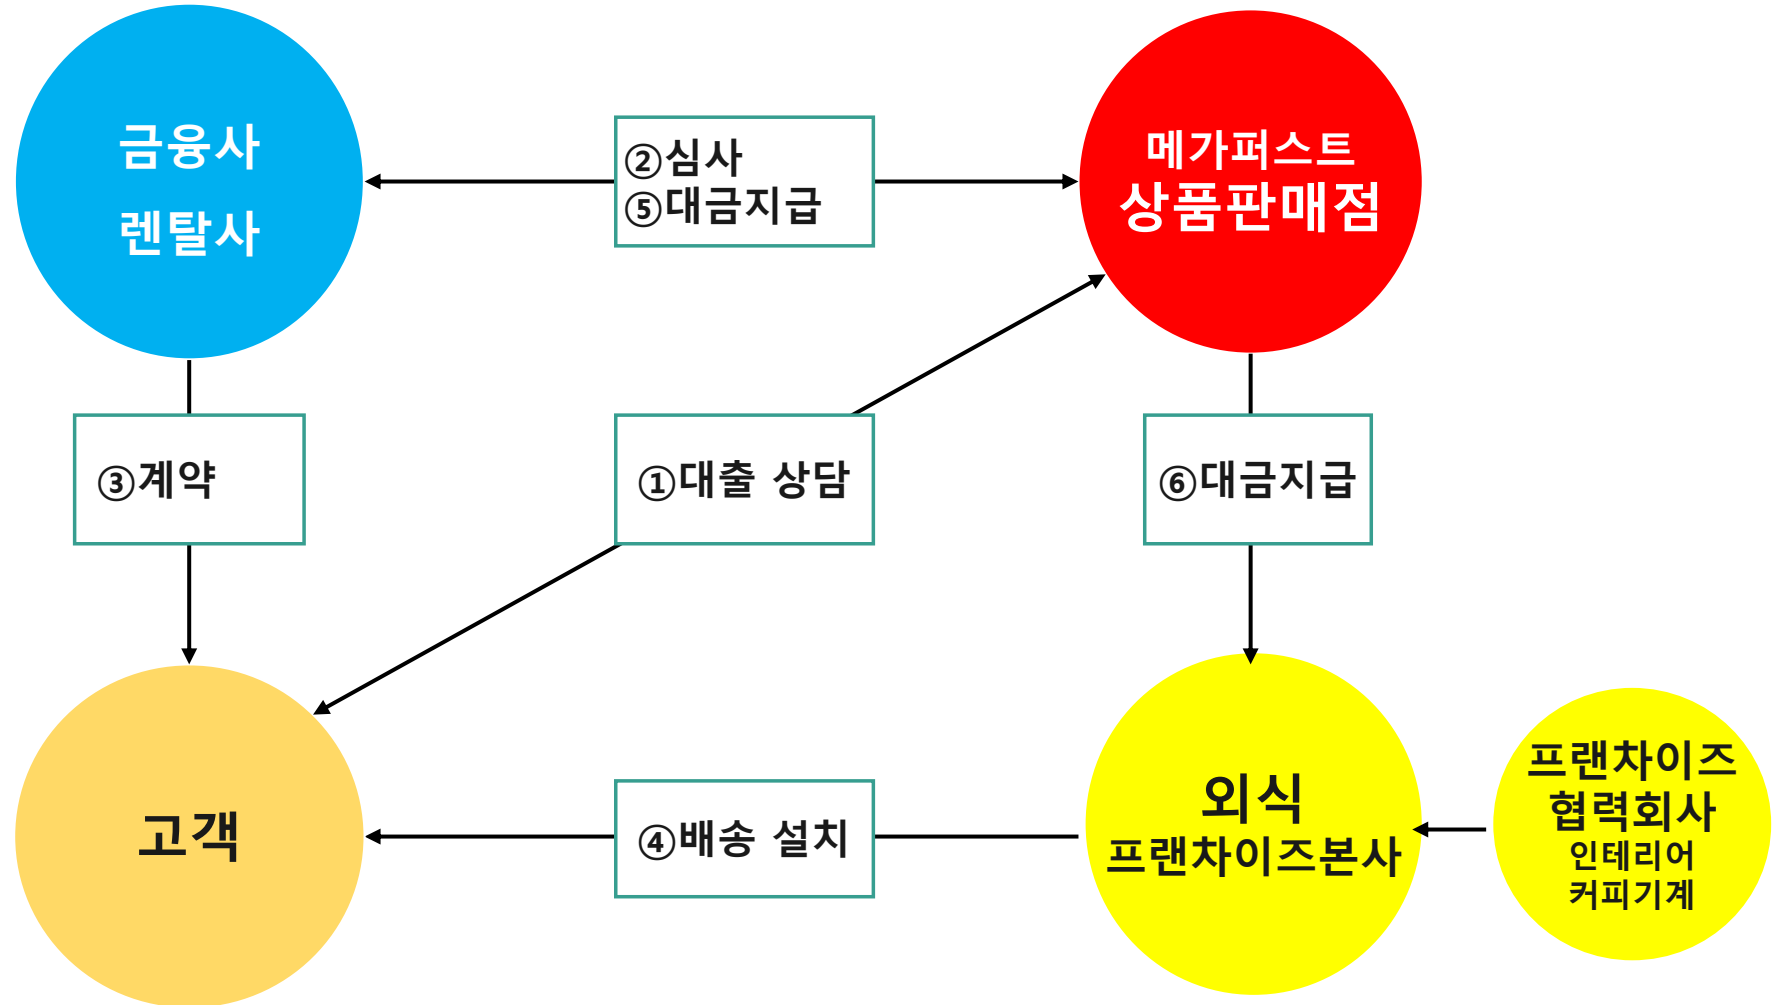 금융사
렌탈사
②심사
⑤대금지급
메가퍼스트
상품판매점
③계약
①대출 상담
⑥대금지급
고객
④배송 설치
외식
프랜차이즈본사
프랜차이즈
협력회사
인테리어
커피기계